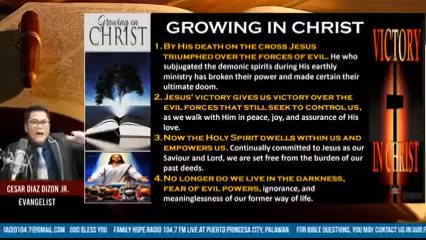 Growing in
CHRIST
GROWING IN CHRIST
1. BY HIS DEATH ON THE CROSS JESUS
TRIUMPHED OVER THE FORCES OF EVIL. He who
subjugated the demonic spirits during His earthly
ministry has broken their power and made certain their
ultimate doom.
2. JESUS' VICTORY GIVES US VICTORY OVER THE
EVIL FORCES THAT STILL SEEK TO CONTROL US,
as we walk with Him in peace, joy, and assurance of His
love.
3. NOW THE HOLY SPIRIT DWELLS WITHIN US AND
EMPOWERS US. Continually committed to Jesus as our
Saviour and Lord, we are set free from the burden of our
past deeds.
4. NO LONGER DO WE LIVE IN THE DARKNESS,
FEAR OF EVIL POWERS, ignorance, and
meaninglessness of our former way of life.
VICTORY
IN CHRIST
CESAR DIAZ DIZON JR.
EVANGELIST
RADIO104.7@GMAIL.COM GOD BLESS YOU FAMILY HOPE RADIO 104.7 FM LIVE AT PUERTO PRINCESA CITY, PALAWAN FOR BIBLE QUESTIONS, YOU MAY CONTACT US IN OUR